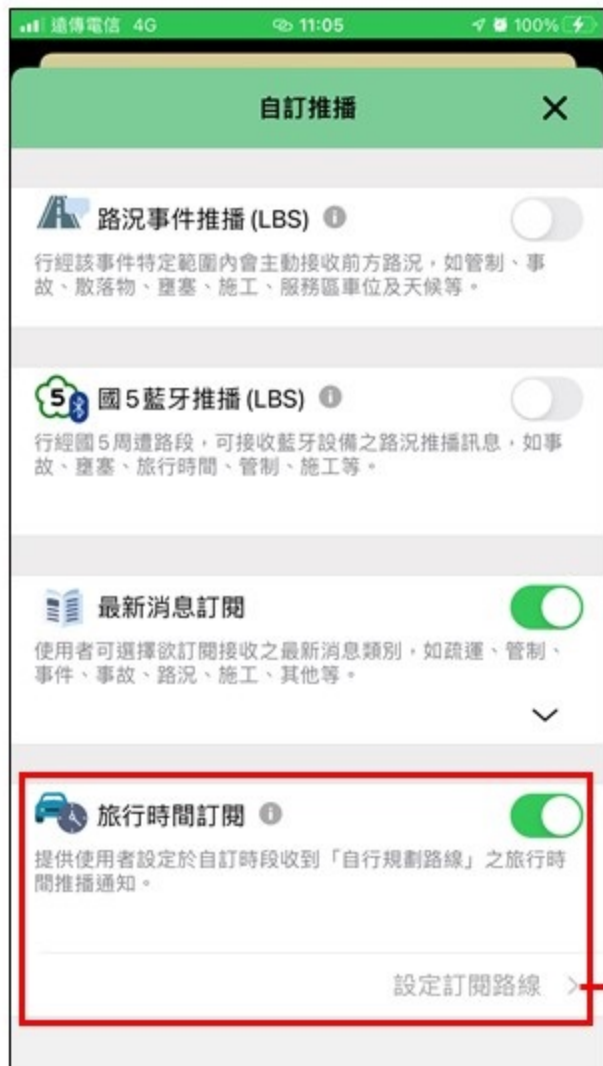 遠傳電信 4G 11:05 100%
自訂推播 ×
路況事件推播(LBS)
行經該事件特定範圍內會主動接收前方路況，如管制、事
故、散落物、壅塞、施工、服務區車位及天候等。
5 國5藍牙推播(LBS)
行經國5周遭路段，可接收藍牙設備之路況推播訊息，如事
故、壅塞、旅行時間、管制、施工等。
最新消息訂閱
使用者可選擇欲訂閱接收之最新消息類別，如疏運、管制、
事件、事故、路況、施工、其他等。
旅行時間訂閱
提供使用者設定於自訂時段收到「自行規劃路線」之旅行時
間推播通知。
設定訂閱路線 >